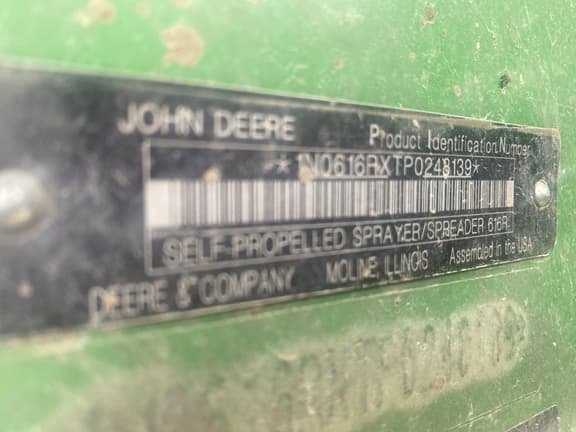 JOHN DEERE
Product Identification Number
*1N0616RXTP0248139*
SELF-PROPELLED SPRAYER/SPREADER 616R
DEERE & COMPANY MOLINE, ILLINOIS Assembled in the USA